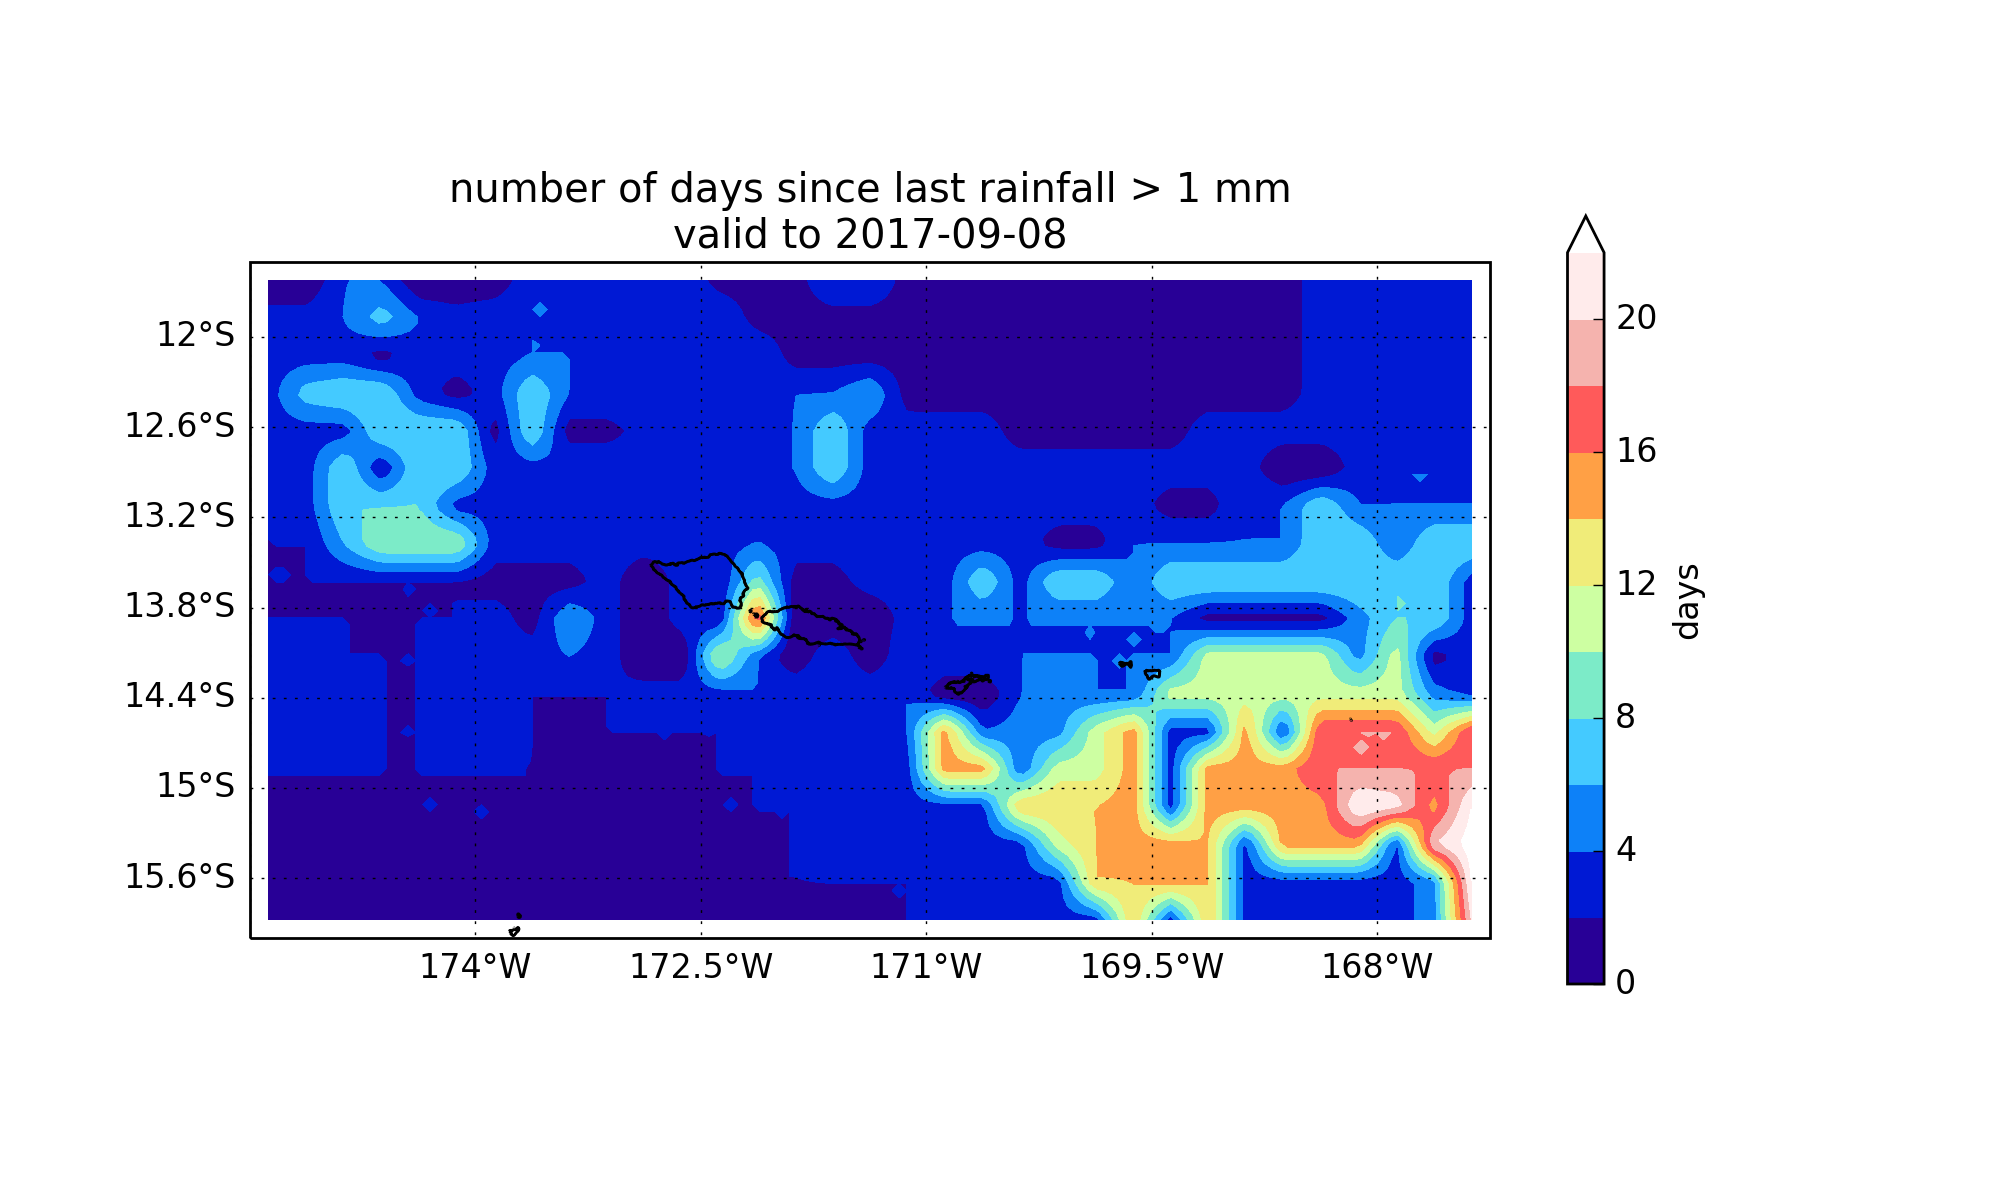 number of days since last rainfall > 1 mm
valid to 2017-09-08
12°S
12.6°S
13.2°S
13.8°S
14.4°S
15°S
15.6°S
174°W 172.5°W 171°W 169.5°W 168°W
20
16
12
8
4
0
days